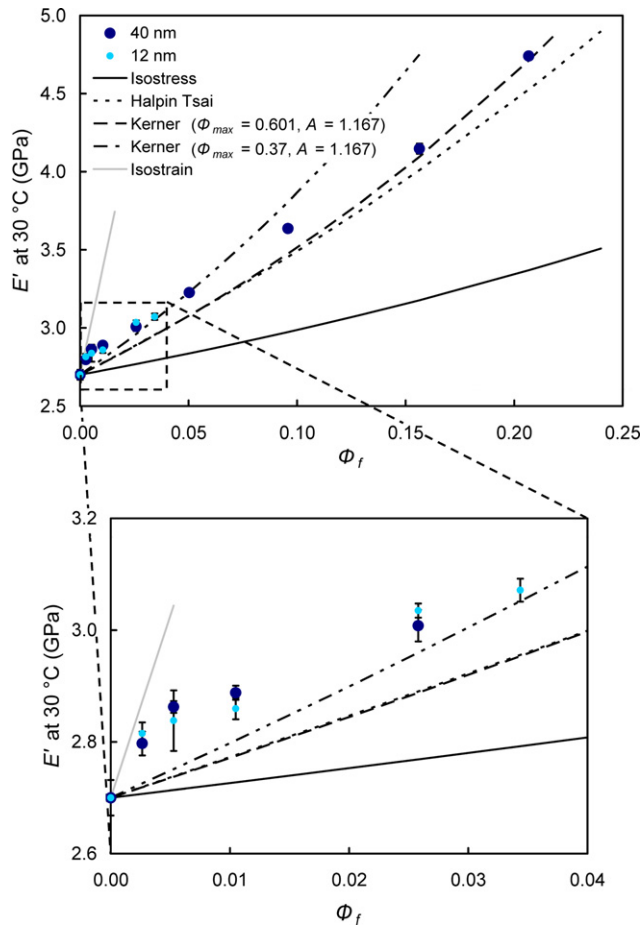 5.0
4.5
4.0
3.5
3.0
2.5
E' at 30 °C (GPa)
40 nm
12 nm
Isostress
Halpin Tsai
Kerner (Φmax = 0.601, A = 1.167)
Kerner (Φmax = 0.37, A = 1.167)
Isostrain
0.00 0.05 0.10 0.15 0.20 0.25
Φf
3.2
3.0
2.8
2.6
E' at 30 °C (GPa)
0.00 0.01 0.02 0.03 0.04
Φf